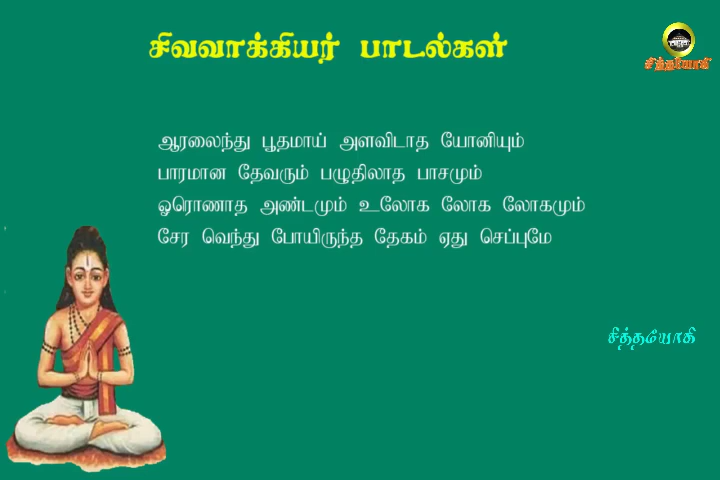 சிவவாக்கியர் பாடல்கள்
சித்தயோகி
ஆரலைந்து பூதமாய் அளவிடாத யோனியும்
பாரமான தேவரும் பழுதிலாத பாசமும்
ஓரொணாத அண்டமும் உலோக லோக லோகமும்
சேர வெந்து போயிருந்த தேகம் ஏது செப்புமே
சித்தயோகி